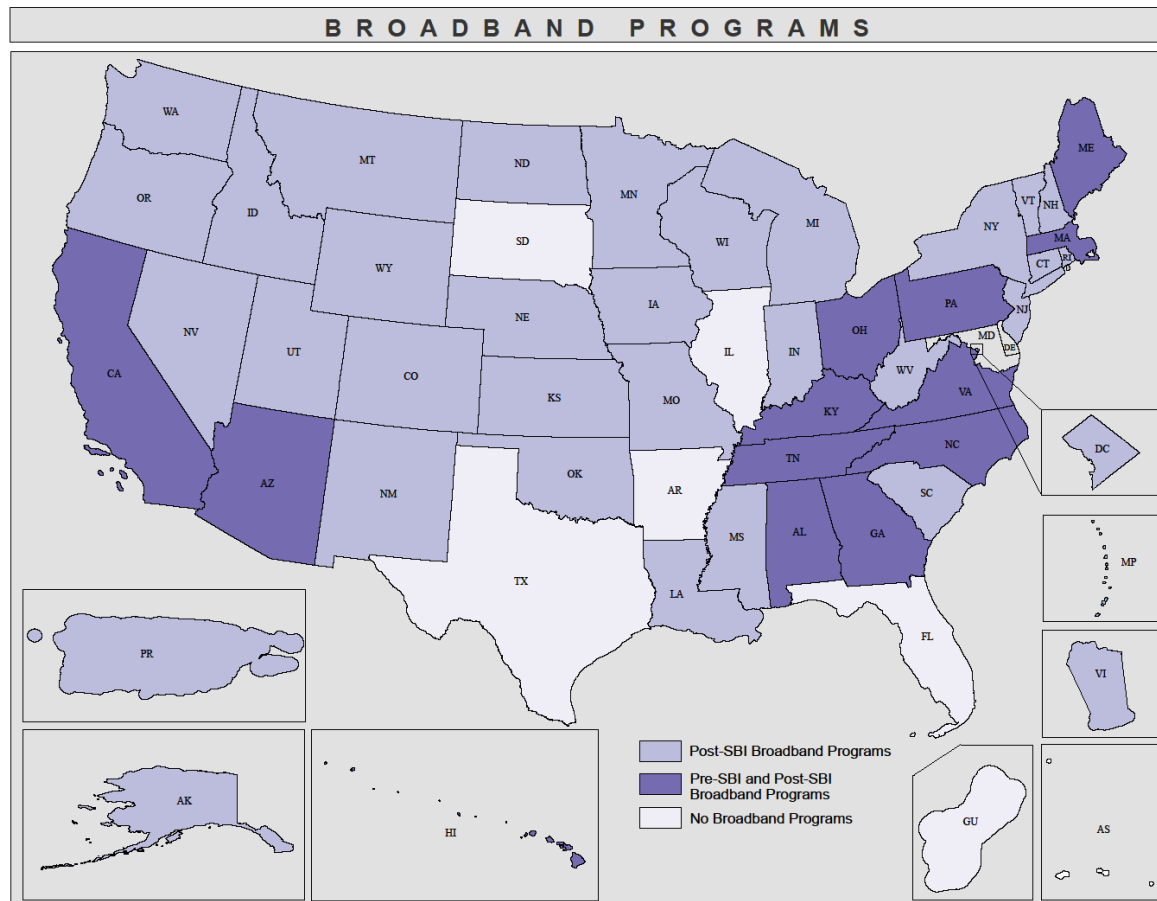 BROADBAND PROGRAMS
WA
MT
ND
MN
ME
OR
ID
WI
MI
NY
VT
NH
SD
MA
WY
CT
RI
IA
PA
NE
NJ
NV
OH
MD
IL
IN
DE
UT
CA
CO
WV
KS
MO
VA
KY
NC
TN
DC
AZ
OK
NM
AR
SC
MS
AL
GA
MP
TX
LA
FL
PR
VI
Post-SBI Broadband Programs
Pre-SBI and Post-SBI
Broadband Programs
No Broadband Programs
AK
HI
GU
AS